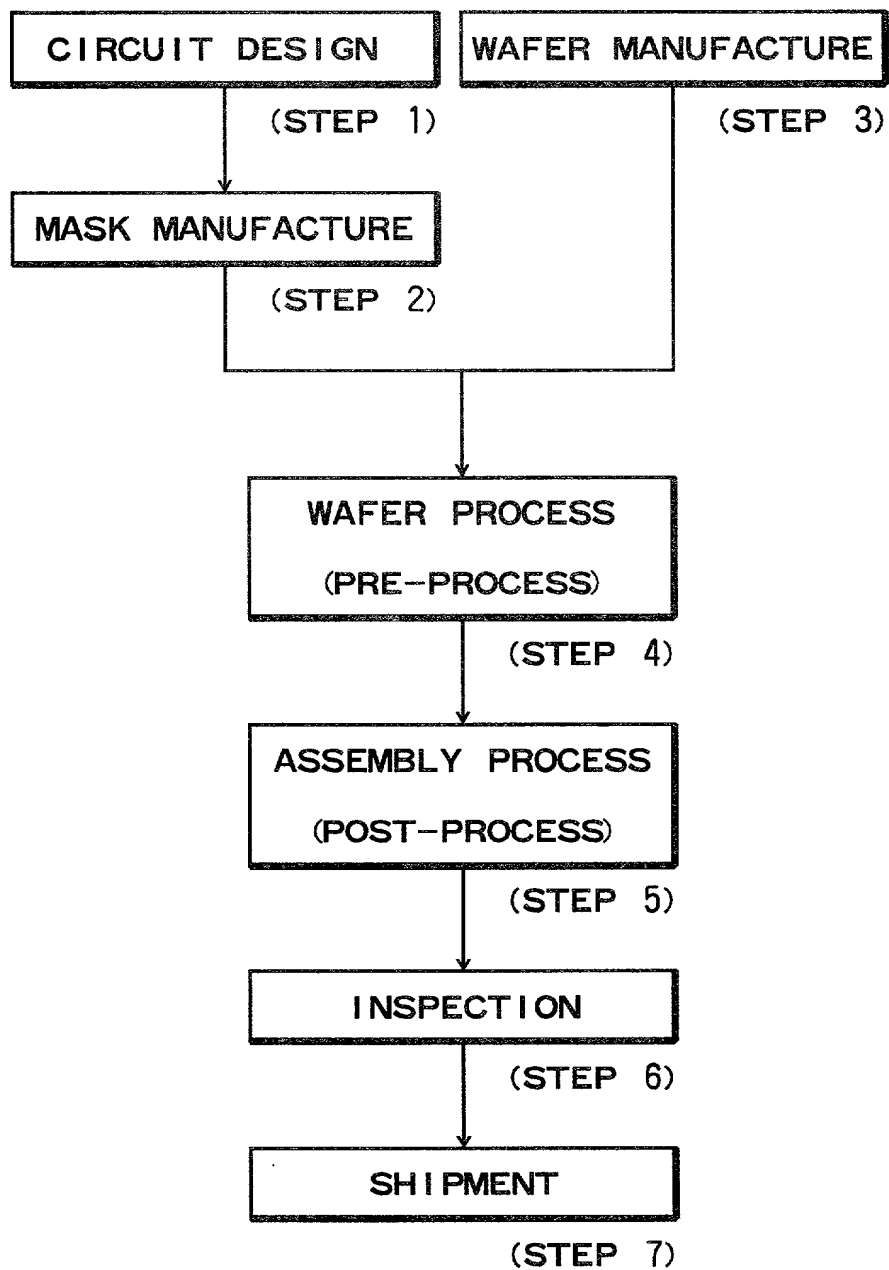 CIRCUIT DESIGN
(STEP 1)
MASK MANUFACTURE
(STEP 2)
WAFER MANUFACTURE
(STEP 3)
WAFER PROCESS
(PRE-PROCESS)
(STEP 4)
ASSEMBLY PROCESS
(POST-PROCESS)
(STEP 5)
INSPECTION
(STEP 6)
SHIPMENT
(STEP 7)